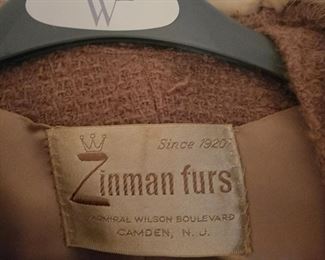 W
Since 1920
Zinman furs
ADMIRAL WILSON BOULEVARD
CAMDEN, N. J.